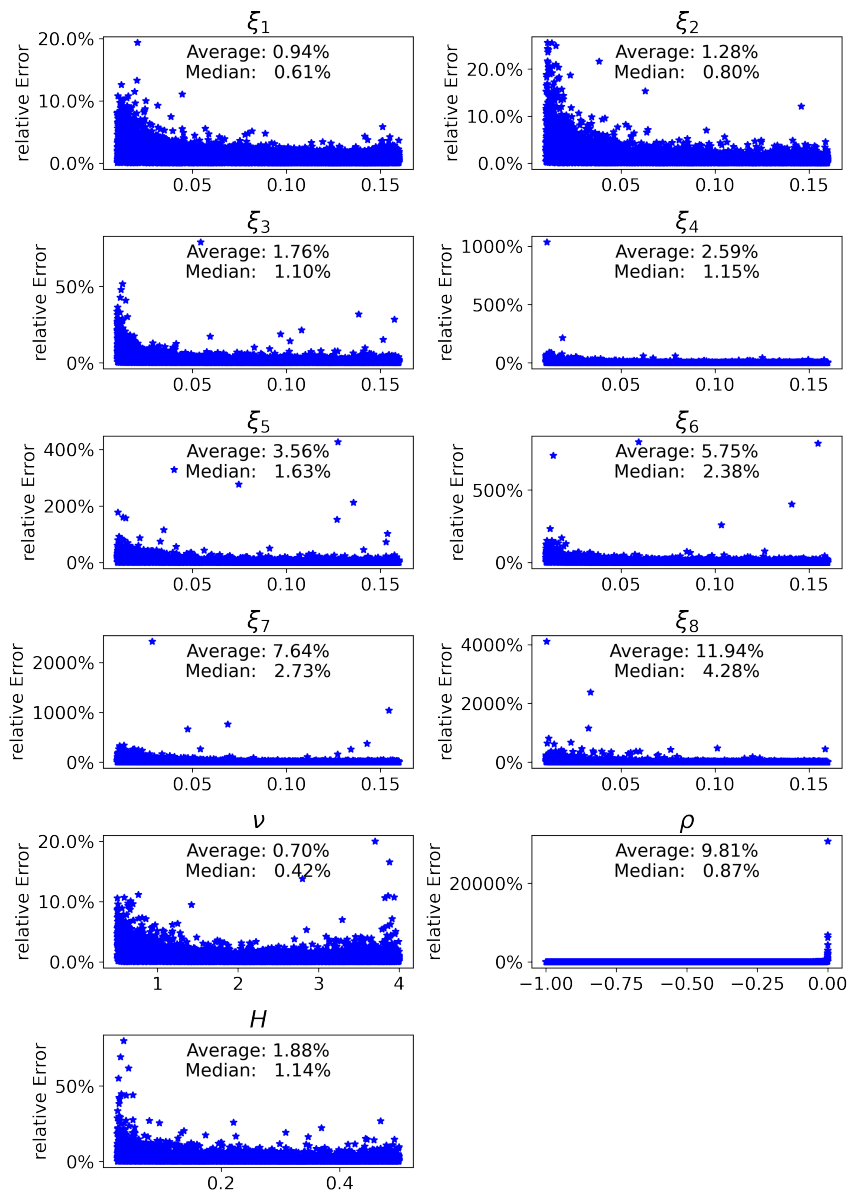 ξ1
relative Error
20.0%
10.0%
0.0%
Average: 0.94%
Median: 0.61%
0.05 0.10 0.15
ξ2
relative Error
20.0%
10.0%
0.0%
Average: 1.28%
Median: 0.80%
0.05 0.10 0.15
ξ3
relative Error
50%
0%
Average: 1.76%
Median: 1.10%
0.05 0.10 0.15
ξ4
relative Error
1000%
500%
0%
Average: 2.59%
Median: 1.15%
0.05 0.10 0.15
ξ5
relative Error
400%
200%
0%
Average: 3.56%
Median: 1.63%
0.05 0.10 0.15
ξ6
relative Error
500%
0%
Average: 5.75%
Median: 2.38%
0.05 0.10 0.15
ξ7
relative Error
2000%
1000%
0%
Average: 7.64%
Median: 2.73%
0.05 0.10 0.15
ξ8
relative Error
4000%
2000%
0%
Average: 11.94%
Median: 4.28%
0.05 0.10 0.15
ν
relative Error
20.0%
10.0%
0.0%
Average: 0.70%
Median: 0.42%
1 2 3 4
ρ
relative Error
20000%
0%
Average: 9.81%
Median: 0.87%
−1.00 −0.75 −0.50 −0.25 0.00
H
relative Error
50%
0%
Average: 1.88%
Median: 1.14%
0.2 0.4